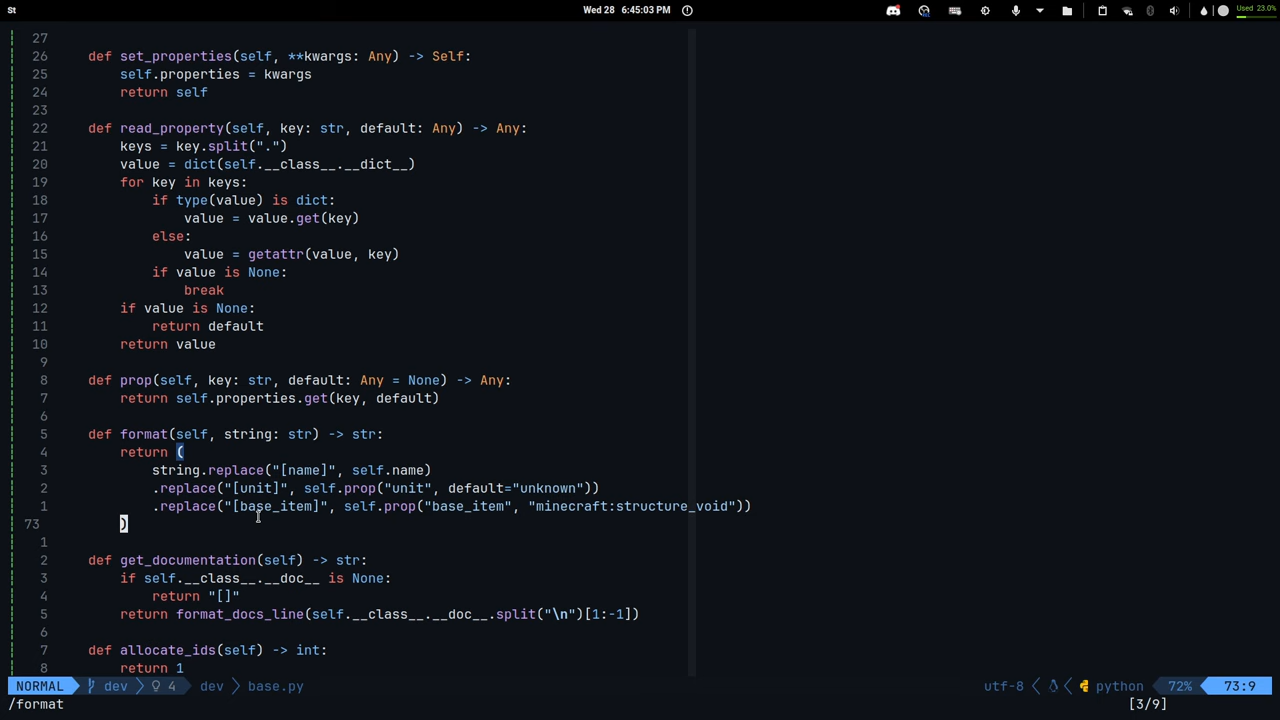 St
Wed 28 6:45:03 PM
Used 23.0%
27
26 def set_properties(self, **kwargs: Any) -> Self:
25 self.properties = kwargs
24 return self
23
22 def read_property(self, key: str, default: Any) -> Any:
21 keys = key.split(".")
20 value = dict(self.__class__.__dict__)
19 for key in keys:
18 if type(value) is dict:
17 value = value.get(key)
16 else:
15 value = getattr(value, key)
14 if value is None:
13 break
12 if value is None:
11 return default
10 return value
9
8 def prop(self, key: str, default: Any = None) -> Any:
7 return self.properties.get(key, default)
6
5 def format(self, string: str) -> str:
4 return (
3 string.replace("[name]", self.name)
2 .replace("[unit]", self.prop("unit", default="unknown"))
1 .replace("[base_item]", self.prop("base_item", "minecraft:structure_void"))
73 )
1
2 def get_documentation(self) -> str:
3 if self.__class__.__doc__ is None:
4 return "[]"
5 return format_docs_line(self.__class__.__doc__.split("\n")[1:-1])
6
7 def allocate_ids(self) -> int:
8 return 1
NORMAL dev 4 dev base.py utf-8 python 72% 73:9
/format [3/9]